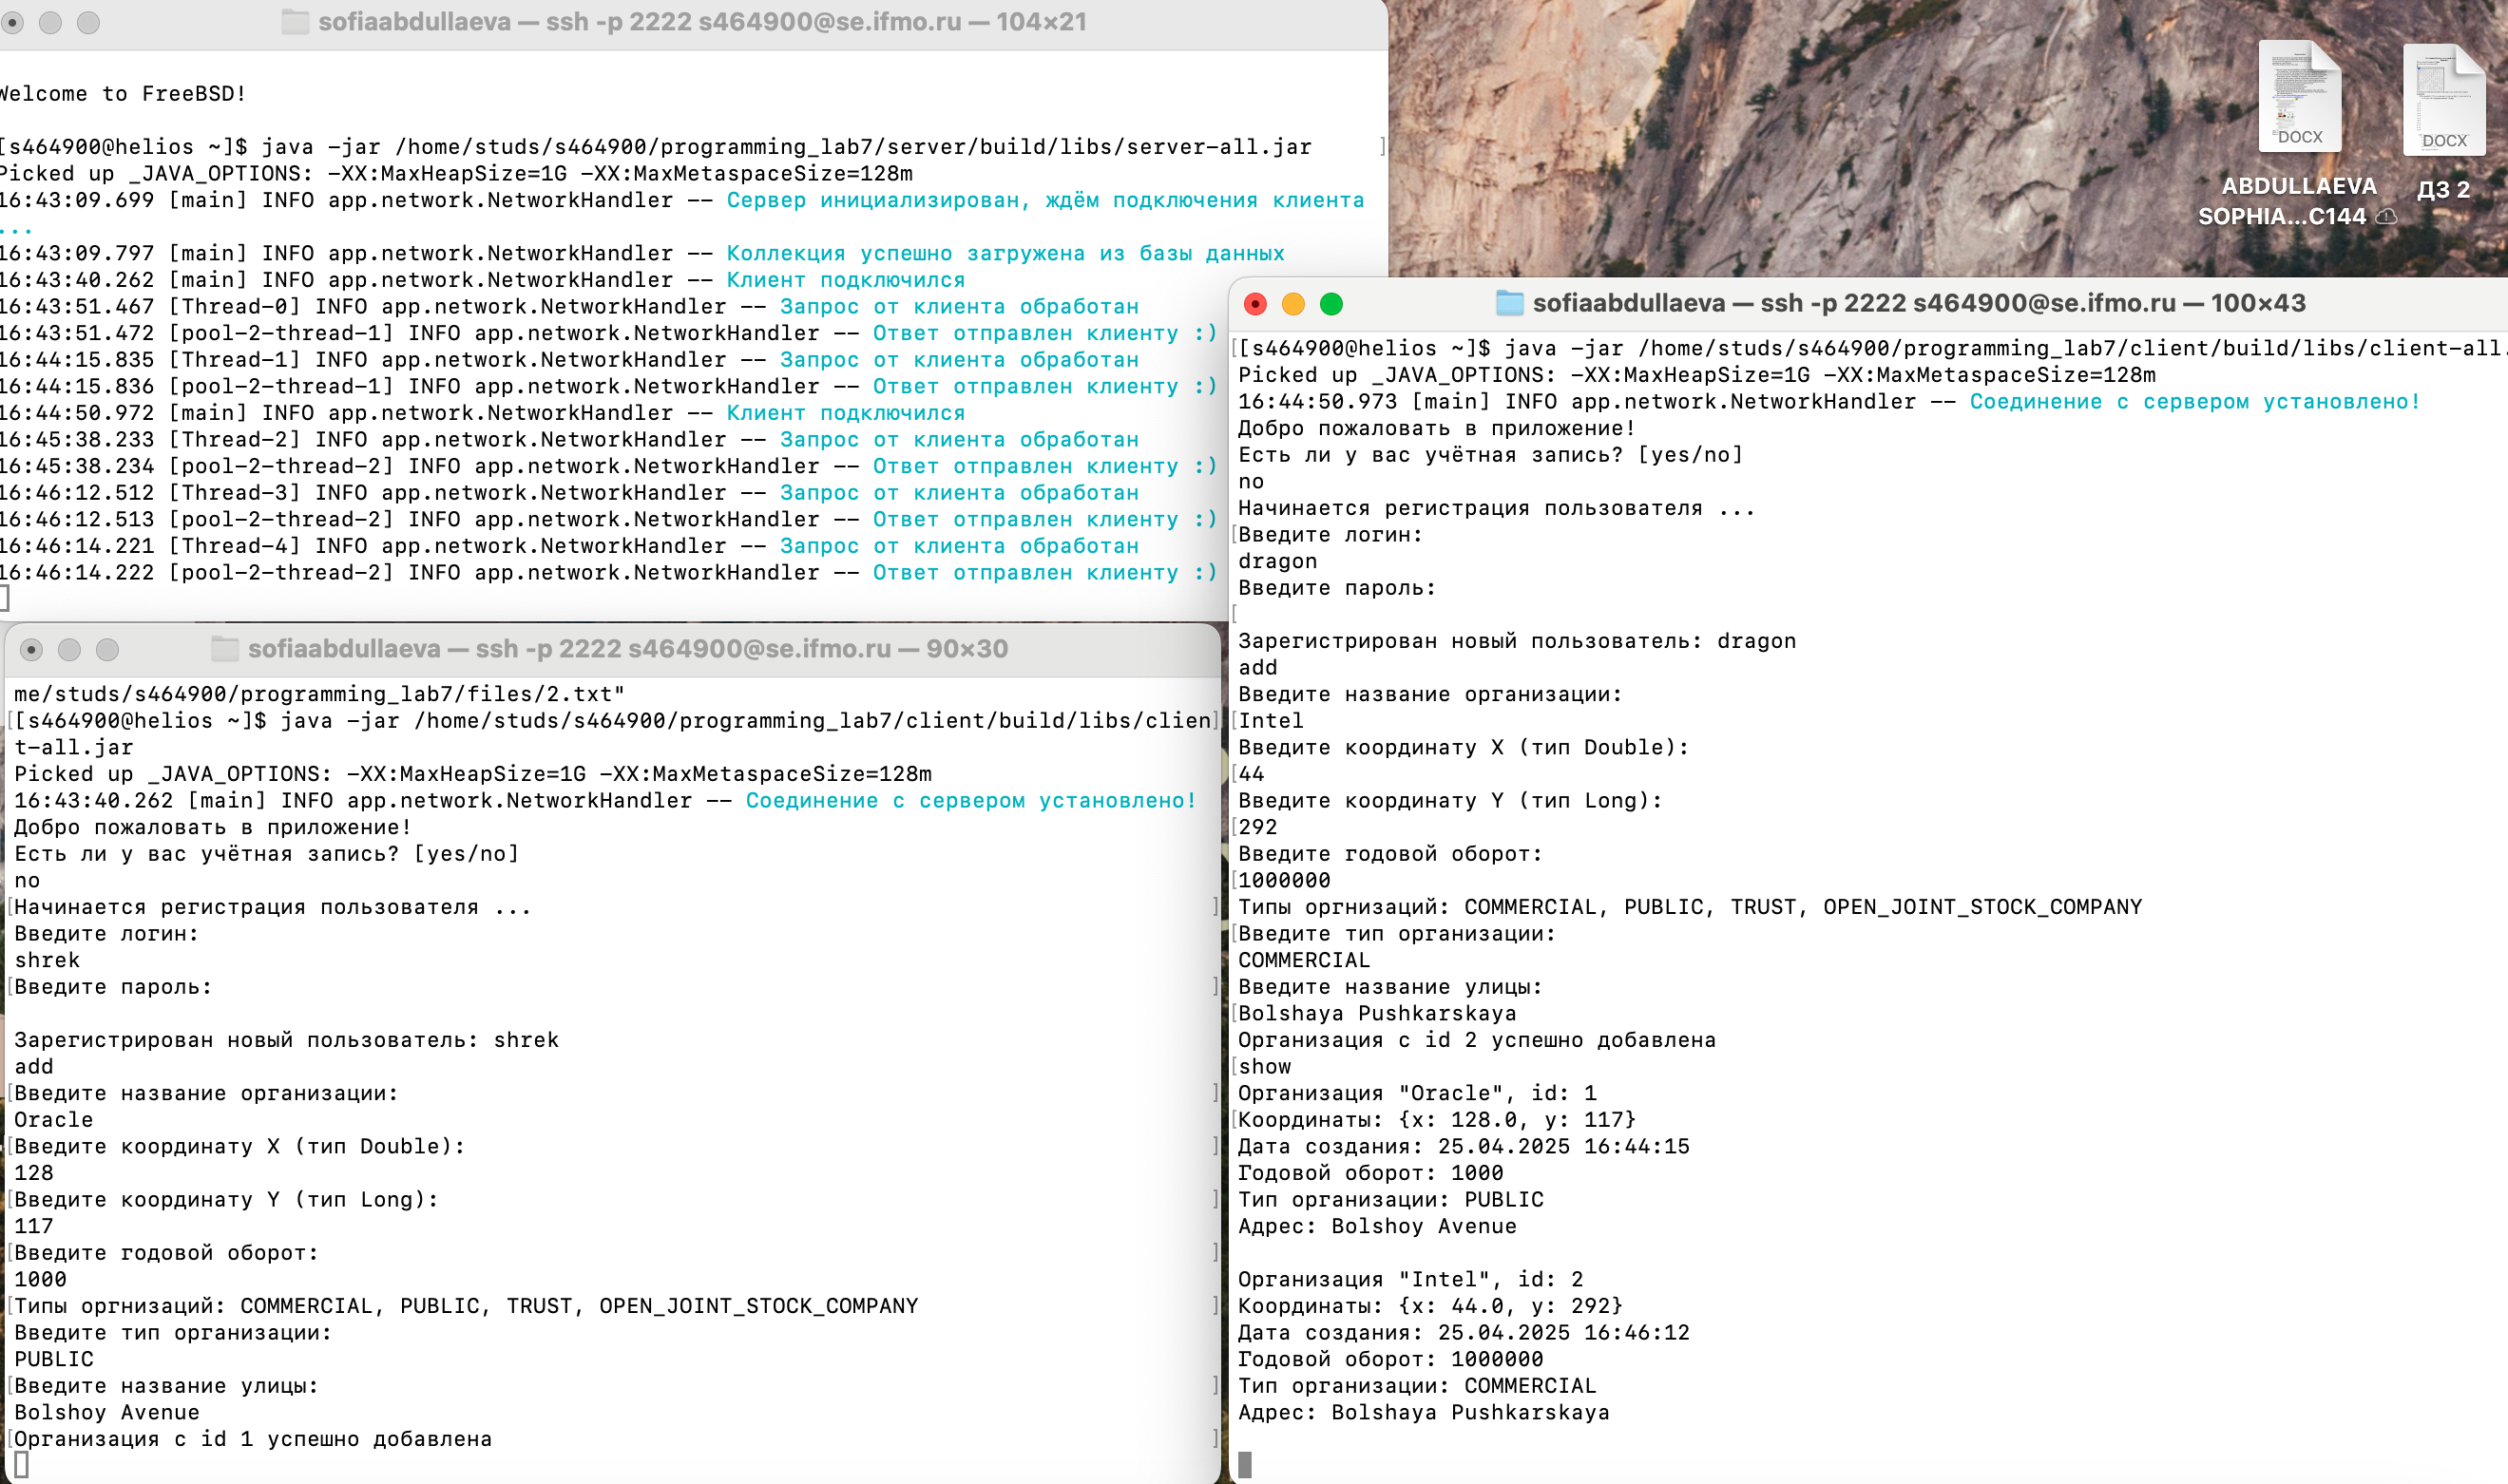 sofiaabdullaeva — ssh -p 2222 s464900@se.ifmo.ru — 104×21
Welcome to FreeBSD!
[s464900@helios ~]$ java -jar /home/studs/s464900/programming_lab7/server/build/libs/server-all.jar
Picked up _JAVA_OPTIONS: -XX:MaxHeapSize=1G -XX:MaxMetaspaceSize=128m
16:43:09.699 [main] INFO app.network.NetworkHandler -- Сервер инициализирован, ждём подключения клиента
...
16:43:09.797 [main] INFO app.network.NetworkHandler -- Коллекция успешно загружена из базы данных
16:43:40.262 [main] INFO app.network.NetworkHandler -- Клиент подключился
16:43:51.467 [Thread-0] INFO app.network.NetworkHandler -- Запрос от клиента обработан
16:43:51.472 [pool-2-thread-1] INFO app.network.NetworkHandler -- Ответ отправлен клиенту :)
16:44:15.835 [Thread-1] INFO app.network.NetworkHandler -- Запрос от клиента обработан
16:44:15.836 [pool-2-thread-1] INFO app.network.NetworkHandler -- Ответ отправлен клиенту :)
16:44:50.972 [main] INFO app.network.NetworkHandler -- Клиент подключился
16:45:38.233 [Thread-2] INFO app.network.NetworkHandler -- Запрос от клиента обработан
16:45:38.234 [pool-2-thread-2] INFO app.network.NetworkHandler -- Ответ отправлен клиенту :)
16:46:12.512 [Thread-3] INFO app.network.NetworkHandler -- Запрос от клиента обработан
16:46:12.513 [pool-2-thread-2] INFO app.network.NetworkHandler -- Ответ отправлен клиенту :)
16:46:14.221 [Thread-4] INFO app.network.NetworkHandler -- Запрос от клиента обработан
16:46:14.222 [pool-2-thread-2] INFO app.network.NetworkHandler -- Ответ отправлен клиенту :)
DOCX
ABDULLAEVA
SOPHIA...C144
DOCX
ДЗ 2
sofiaabdullaeva — ssh -p 2222 s464900@se.ifmo.ru — 90×30
me/studs/s464900/programming_lab7/files/2.txt"
[s464900@helios ~]$ java -jar /home/studs/s464900/programming_lab7/client/build/libs/clien
t-all.jar
Picked up _JAVA_OPTIONS: -XX:MaxHeapSize=1G -XX:MaxMetaspaceSize=128m
16:43:40.262 [main] INFO app.network.NetworkHandler -- Соединение с сервером установлено!
Добро пожаловать в приложение!
Есть ли у вас учётная запись? [yes/no]
no
Начинается регистрация пользователя ...
Введите логин:
shrek
Введите пароль:
Зарегистрирован новый пользователь: shrek
add
Введите название организации:
Oracle
Введите координату X (тип Double):
128
Введите координату Y (тип Long):
117
Введите годовой оборот:
1000
Типы оргнизаций: COMMERCIAL, PUBLIC, TRUST, OPEN_JOINT_STOCK_COMPANY
Введите тип организации:
PUBLIC
Введите название улицы:
Bolshoy Avenue
Организация с id 1 успешно добавлена
sofiaabdullaeva — ssh -p 2222 s464900@se.ifmo.ru — 100×43
[s464900@helios ~]$ java -jar /home/studs/s464900/programming_lab7/client/build/libs/client-all.
Picked up _JAVA_OPTIONS: -XX:MaxHeapSize=1G -XX:MaxMetaspaceSize=128m
16:44:50.973 [main] INFO app.network.NetworkHandler -- Соединение с сервером установлено!
Добро пожаловать в приложение!
Есть ли у вас учётная запись? [yes/no]
no
Начинается регистрация пользователя ...
Введите логин:
dragon
Введите пароль:
Зарегистрирован новый пользователь: dragon
add
Введите название организации:
Intel
Введите координату X (тип Double):
44
Введите координату Y (тип Long):
292
Введите годовой оборот:
1000000
Типы оргнизаций: COMMERCIAL, PUBLIC, TRUST, OPEN_JOINT_STOCK_COMPANY
Введите тип организации:
COMMERCIAL
Введите название улицы:
Bolshaya Pushkarskaya
Организация с id 2 успешно добавлена
show
Организация "Oracle", id: 1
Координаты: {x: 128.0, y: 117}
Дата создания: 25.04.2025 16:44:15
Годовой оборот: 1000
Тип организации: PUBLIC
Адрес: Bolshoy Avenue
Организация "Intel", id: 2
Координаты: {x: 44.0, y: 292}
Дата создания: 25.04.2025 16:46:12
Годовой оборот: 1000000
Тип организации: COMMERCIAL
Адрес: Bolshaya Pushkarskaya